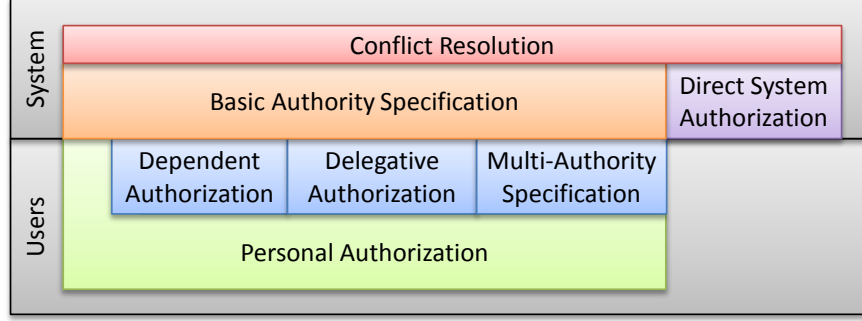 System
Conflict Resolution
Basic Authority Specification
Direct System
Authorization
Users
Dependent
Authorization
Delegative
Authorization
Multi-Authority
Specification
Personal Authorization